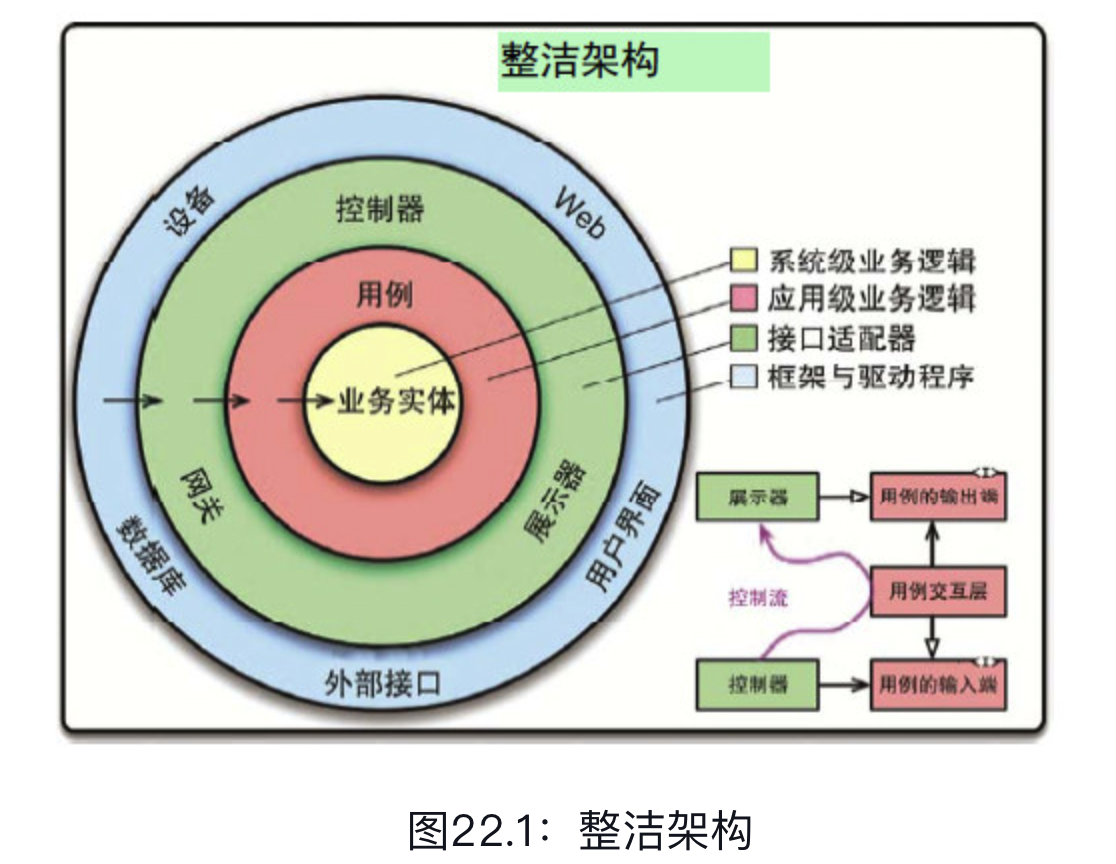 整洁架构
设备
控制器
Web
用例
业务实体
网关
展示器
数据库
用户界面
外部接口
系统级业务逻辑
应用级业务逻辑
接口适配器
框架与驱动程序
展示器
用例的输出端
<I>
控制流
用例交互层
控制器
用例的输入端
<I>
图22.1：整洁架构